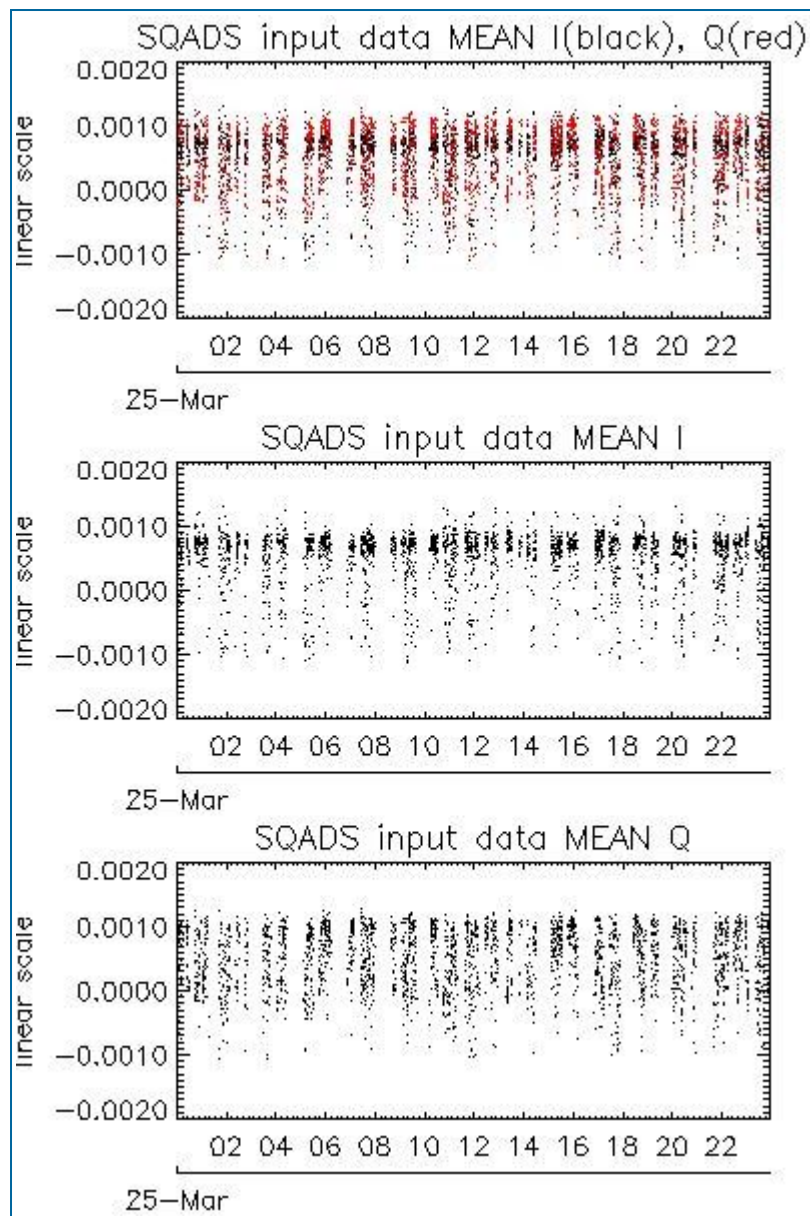 SQADS input data MEAN I(black), Q(red)
0.0020
0.0010
0.0000
−0.0010
−0.0020
linear scale
02 04 06 08 10 12 14 16 18 20 22
25−Mar
SQADS input data MEAN I
0.0020
0.0010
0.0000
−0.0010
−0.0020
linear scale
02 04 06 08 10 12 14 16 18 20 22
25−Mar
SQADS input data MEAN Q
0.0020
0.0010
0.0000
−0.0010
−0.0020
linear scale
02 04 06 08 10 12 14 16 18 20 22
25−Mar